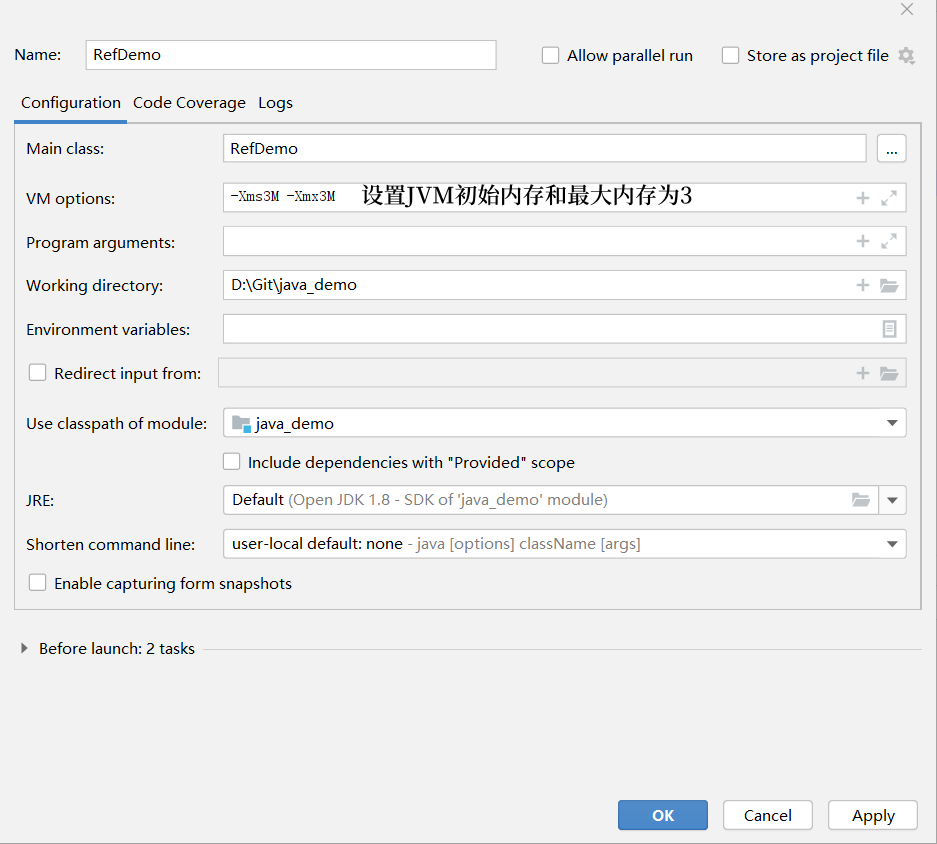 Name: RefDemo Allow parallel run Store as project file
Configuration Code Coverage Logs
Main class: RefDemo ...
VM options: -Xms3M -Xmx3M 设置JVM初始内存和最大内存为3
Program arguments:
Working directory: D:\Git\java_demo
Environment variables:
Redirect input from:
Use classpath of module: java_demo
Include dependencies with "Provided" scope
JRE: Default (Open JDK 1.8 - SDK of 'java_demo' module)
Shorten command line: user-local default: none - java [options] className [args]
Enable capturing form snapshots
Before launch: 2 tasks
OK Cancel Apply